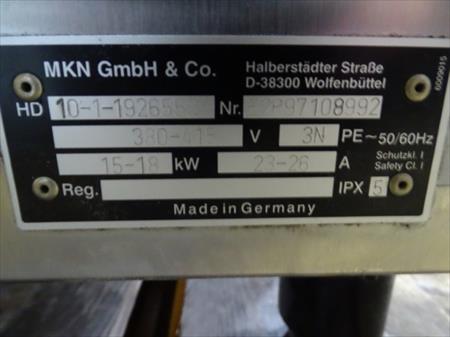 MKN GmbH & Co. Halberstädter Straße
D-38300 Wolfenbüttel
HD Nr.
380-415 V 3N PE~50/60Hz
15-18 kW 23-26 A Schutzkl. I
Safety Cl. I
Reg. IPX 5
Made in Germany
6009015